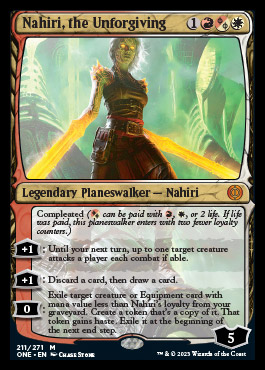 Nahiri, the Unforgiving
1
Legendary Planeswalker — Nahiri
Compleated ( can be paid with , , or 2 life. If life
was paid, this planeswalker enters with two fewer loyalty
counters.)
+1 : Until your next turn, up to one target creature
attacks a player each combat if able.
+1 : Discard a card, then draw a card.
Exile target creature or Equipment card with
mana value less than Nahiri's loyalty from your
0 : graveyard. Create a token that's a copy of it. That
token gains haste. Exile it at the beginning of
the next end step.
5
211/271 M
ONE • EN Chase Stone
™ & © 2023 Wizards of the Coast